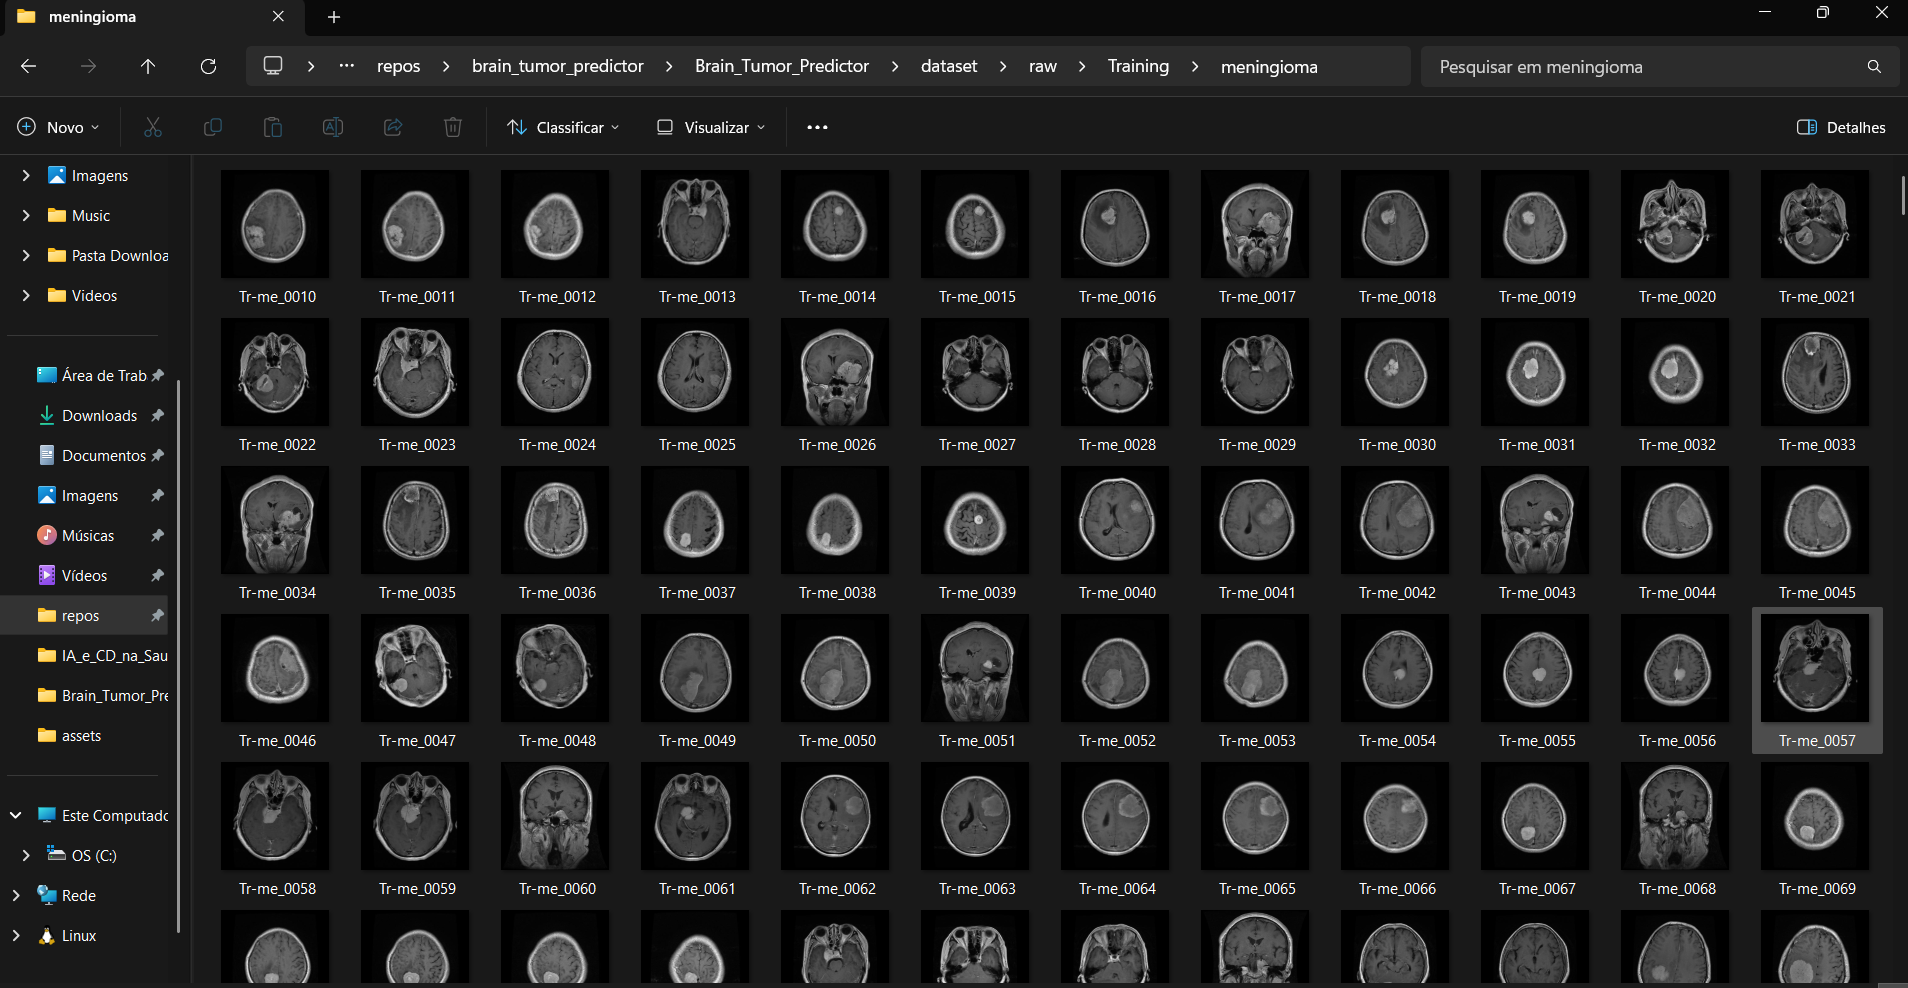 meningioma
repos brain_tumor_predictor Brain_Tumor_Predictor dataset raw Training meningioma Pesquisar em meningioma
Novo Classificar Visualizar Detalhes
Imagens
Music
Pasta Downloa
Videos
Área de Trab
Downloads
Documentos
Imagens
Músicas
Vídeos
repos
IA_e_CD_na_Sau
Brain_Tumor_Pre
assets
Este Computado
OS (C:)
Rede
Linux
Tr-me_0010 Tr-me_0011 Tr-me_0012 Tr-me_0013 Tr-me_0014 Tr-me_0015 Tr-me_0016 Tr-me_0017 Tr-me_0018 Tr-me_0019 Tr-me_0020 Tr-me_0021
Tr-me_0022 Tr-me_0023 Tr-me_0024 Tr-me_0025 Tr-me_0026 Tr-me_0027 Tr-me_0028 Tr-me_0029 Tr-me_0030 Tr-me_0031 Tr-me_0032 Tr-me_0033
Tr-me_0034 Tr-me_0035 Tr-me_0036 Tr-me_0037 Tr-me_0038 Tr-me_0039 Tr-me_0040 Tr-me_0041 Tr-me_0042 Tr-me_0043 Tr-me_0044 Tr-me_0045
Tr-me_0046 Tr-me_0047 Tr-me_0048 Tr-me_0049 Tr-me_0050 Tr-me_0051 Tr-me_0052 Tr-me_0053 Tr-me_0054 Tr-me_0055 Tr-me_0056 Tr-me_0057
Tr-me_0058 Tr-me_0059 Tr-me_0060 Tr-me_0061 Tr-me_0062 Tr-me_0063 Tr-me_0064 Tr-me_0065 Tr-me_0066 Tr-me_0067 Tr-me_0068 Tr-me_0069